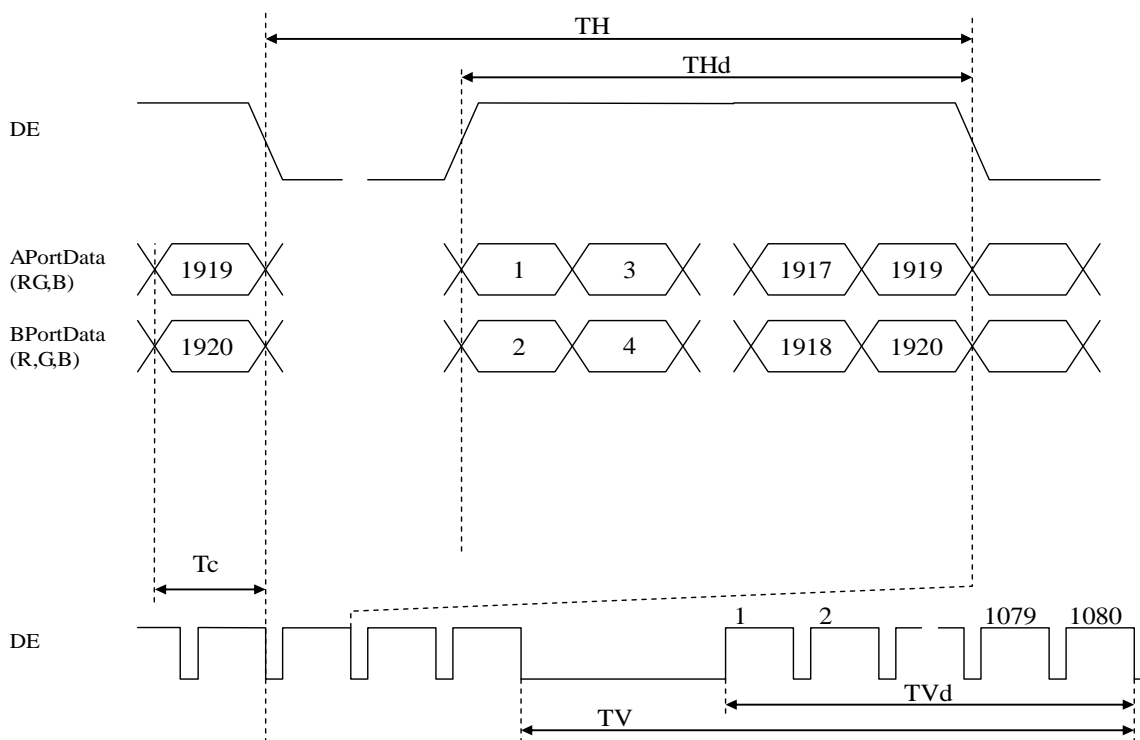 TH
THd
DE
APortData
(RG,B)
1919 1 3 1917 1919
BPortData
(R,G,B)
1920 2 4 1918 1920
Tc
DE
1 2 1079 1080
TVd
TV